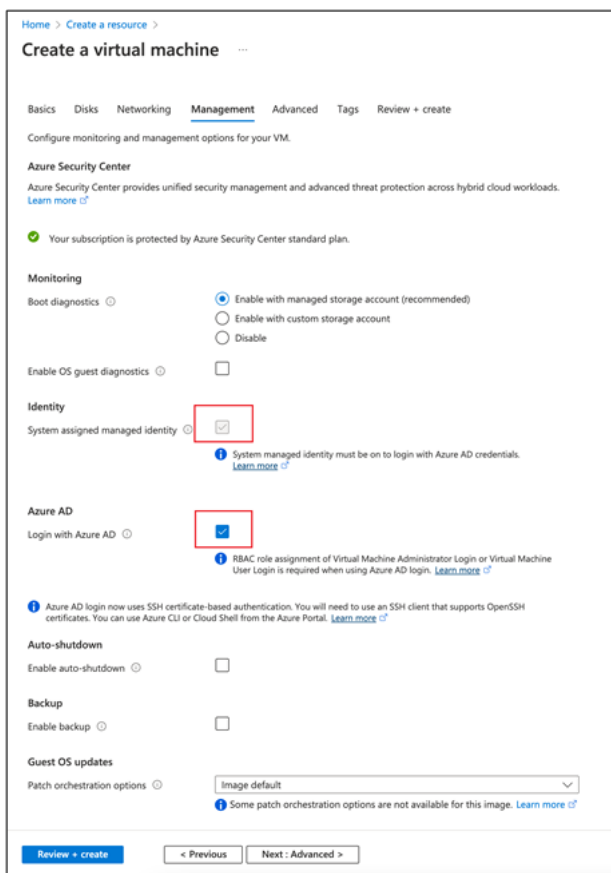 Home > Create a resource >
Create a virtual machine ...
Basics Disks Networking Management Advanced Tags Review + create
Configure monitoring and management options for your VM.
Azure Security Center
Azure Security Center provides unified security management and advanced threat protection across hybrid cloud workloads.
Learn more
Your subscription is protected by Azure Security Center standard plan.
Monitoring
Boot diagnostics
Enable with managed storage account (recommended)
Enable with custom storage account
Disable
Enable OS guest diagnostics
Identity
System assigned managed identity
System managed identity must be on to login with Azure AD credentials.
Learn more
Azure AD
Login with Azure AD
RBAC role assignment of Virtual Machine Administrator Login or Virtual Machine
User Login is required when using Azure AD login. Learn more
Azure AD login now uses SSH certificate-based authentication. You will need to use an SSH client that supports OpenSSH
certificates. You can use Azure CLI or Cloud Shell from the Azure Portal. Learn more
Auto-shutdown
Enable auto-shutdown
Backup
Enable backup
Guest OS updates
Patch orchestration options
Image default
Some patch orchestration options are not available for this image. Learn more
Review + create
< Previous
Next : Advanced >